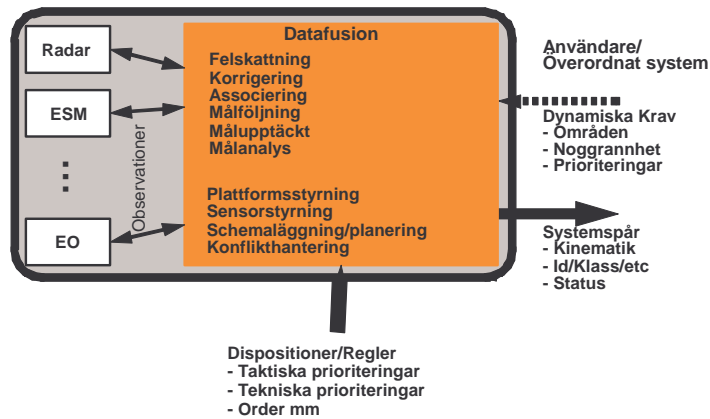 Radar
ESM
EO
Observationer
Datafusion
Felskattning
Korrigering
Associering
Målföljning
Målupptäckt
Målanalys
Plattformsstyrning
Sensorstyrning
Schemaläggning/planering
Konflikthantering
Användare/
Överordnat system
Dynamiska Krav
- Områden
- Noggrannhet
- Prioriteringar
Systemspår
- Kinematik
- Id/Klass/etc
- Status
Dispositioner/Regler
- Taktiska prioriteringar
- Tekniska prioriteringar
- Order mm